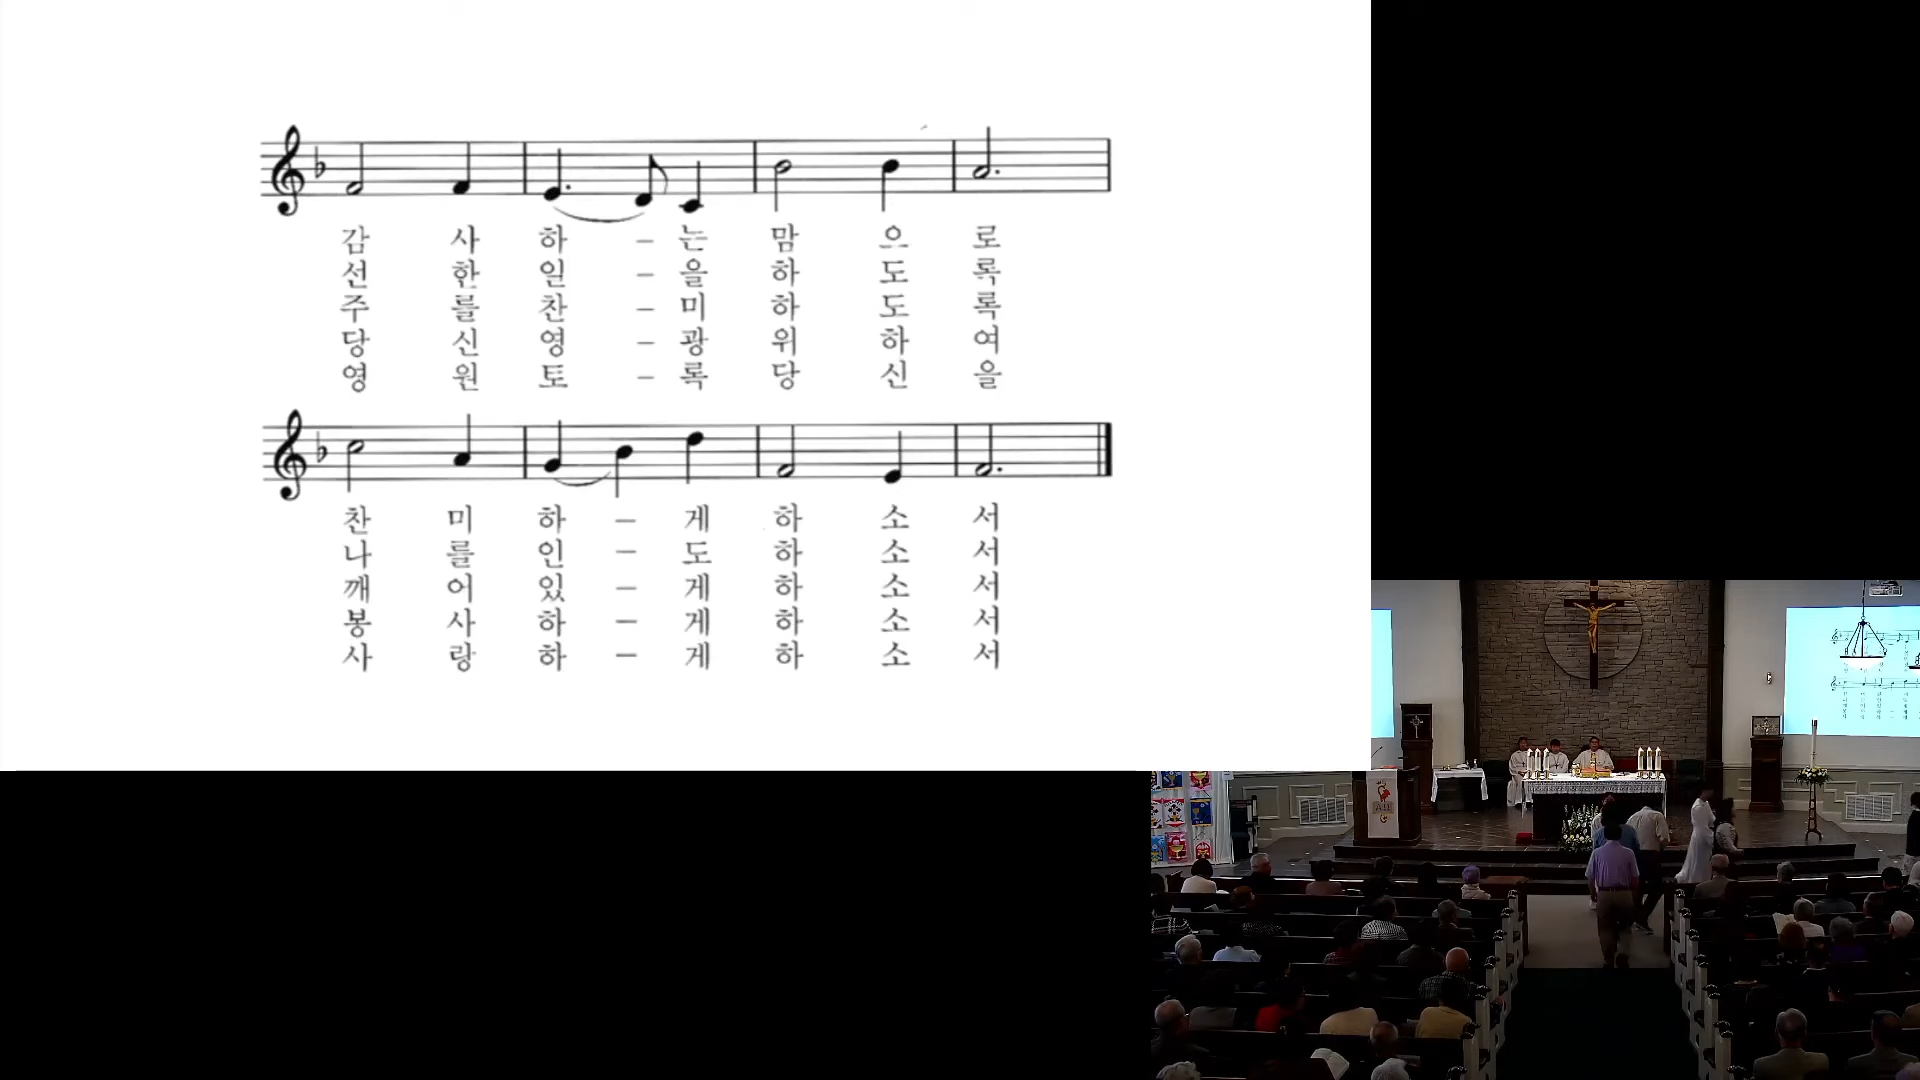 감 사 하 - 는 맘 으 로
선 한 일 - 을 하 도 록
주 를 찬 - 미 하 도 록
당 신 영 - 광 위 하 여
영 원 토 - 록 당 신 을
찬 미 하 - 게 하 소 서
나 를 인 - 도 하 소 서
깨 어 있 - 게 하 소 서
봉 사 하 - 게 하 소 서
사 랑 하 - 게 하 소 서